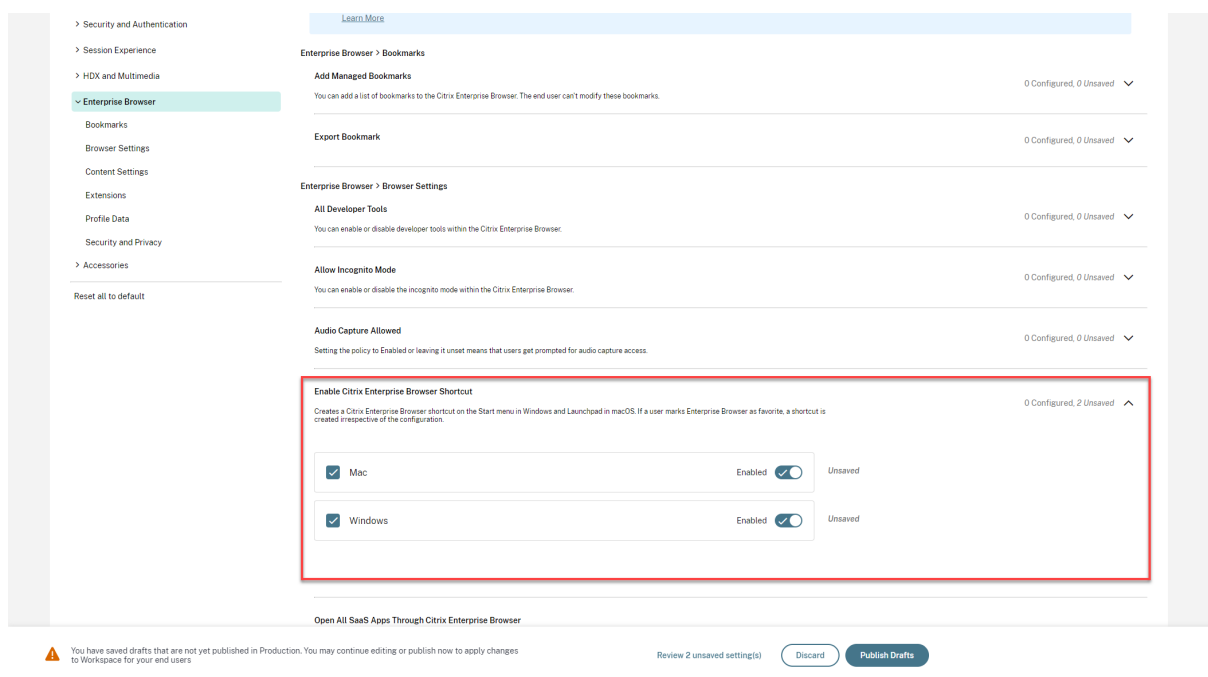 Security and Authentication
Session Experience
HDX and Multimedia
Enterprise Browser
Bookmarks
Browser Settings
Content Settings
Extensions
Profile Data
Security and Privacy
Accessories
Reset all to default
Learn More
Enterprise Browser > Bookmarks
Add Managed Bookmarks
You can add a list of bookmarks to the Citrix Enterprise Browser. The end user can't modify these bookmarks.
0 Configured, 0 Unsaved
Export Bookmark
0 Configured, 0 Unsaved
Enterprise Browser > Browser Settings
All Developer Tools
You can enable or disable developer tools within the Citrix Enterprise Browser.
0 Configured, 0 Unsaved
Allow Incognito Mode
You can enable or disable the incognito mode within the Citrix Enterprise Browser.
0 Configured, 0 Unsaved
Audio Capture Allowed
Setting the policy to Enabled or leaving it unset means that users get prompted for audio capture access.
0 Configured, 0 Unsaved
Enable Citrix Enterprise Browser Shortcut
Creates a Citrix Enterprise Browser shortcut on the Start menu in Windows and Launchpad in macOS. If a user marks Enterprise Browser as favorite, a shortcut is
created irrespective of the configuration.
0 Configured, 2 Unsaved
Mac Enabled Unsaved
Windows Enabled Unsaved
Open All SaaS Apps Through Citrix Enterprise Browser
You have saved drafts that are not yet published in Production. You may continue editing or publish now to apply changes
to Workspace for your end users
Review 2 unsaved setting(s) Discard Publish Drafts